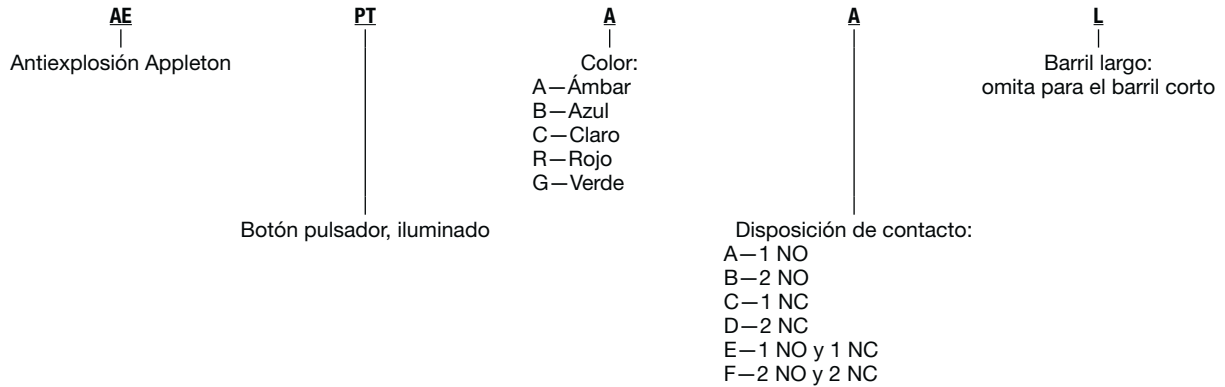 AE PT A A L
Antiexplosión Appleton
Color:
A—Ámbar
B—Azul
C—Claro
R—Rojo
G—Verde
Barril largo:
omita para el barril corto
Botón pulsador, iluminado
Disposición de contacto:
A—1 NO
B—2 NO
C—1 NC
D—2 NC
E—1 NO y 1 NC
F—2 NO y 2 NC